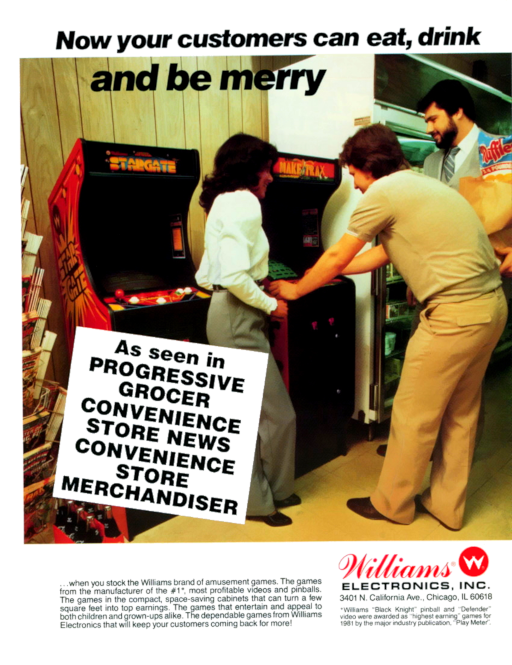 Now your customers can eat, drink
and be merry
STARGATE
MAKE TRAX
Ruffles
As seen in
PROGRESSIVE
GROCER
CONVENIENCE
STORE NEWS
CONVENIENCE
STORE
MERCHANDISER
...when you stock the Williams brand of amusement games. The games
from the manufacturer of the #1*, most profitable videos and pinballs.
The games in the compact, space-saving cabinets that can turn a few
square feet into top earnings. The games that entertain and appeal to
both children and grown-ups alike. The dependable games from Williams
Electronics that will keep your customers coming back for more!
Williams®
W
ELECTRONICS, INC.
3401 N. California Ave., Chicago, IL 60618
*Williams "Black Knight" pinball and "Defender"
video were awarded as "highest earning" games for
1981 by the major industry publication, "Play Meter".